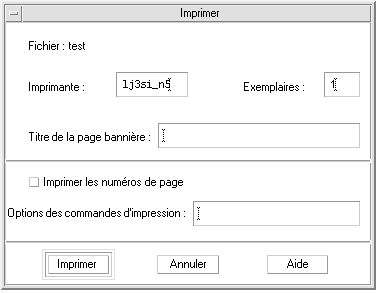 Imprimer
Fichier : test
Imprimante : lj3si_n5 Exemplaires : 1
Titre de la page bannière :
Imprimer les numéros de page
Options des commandes d'impression :
Imprimer Annuler Aide